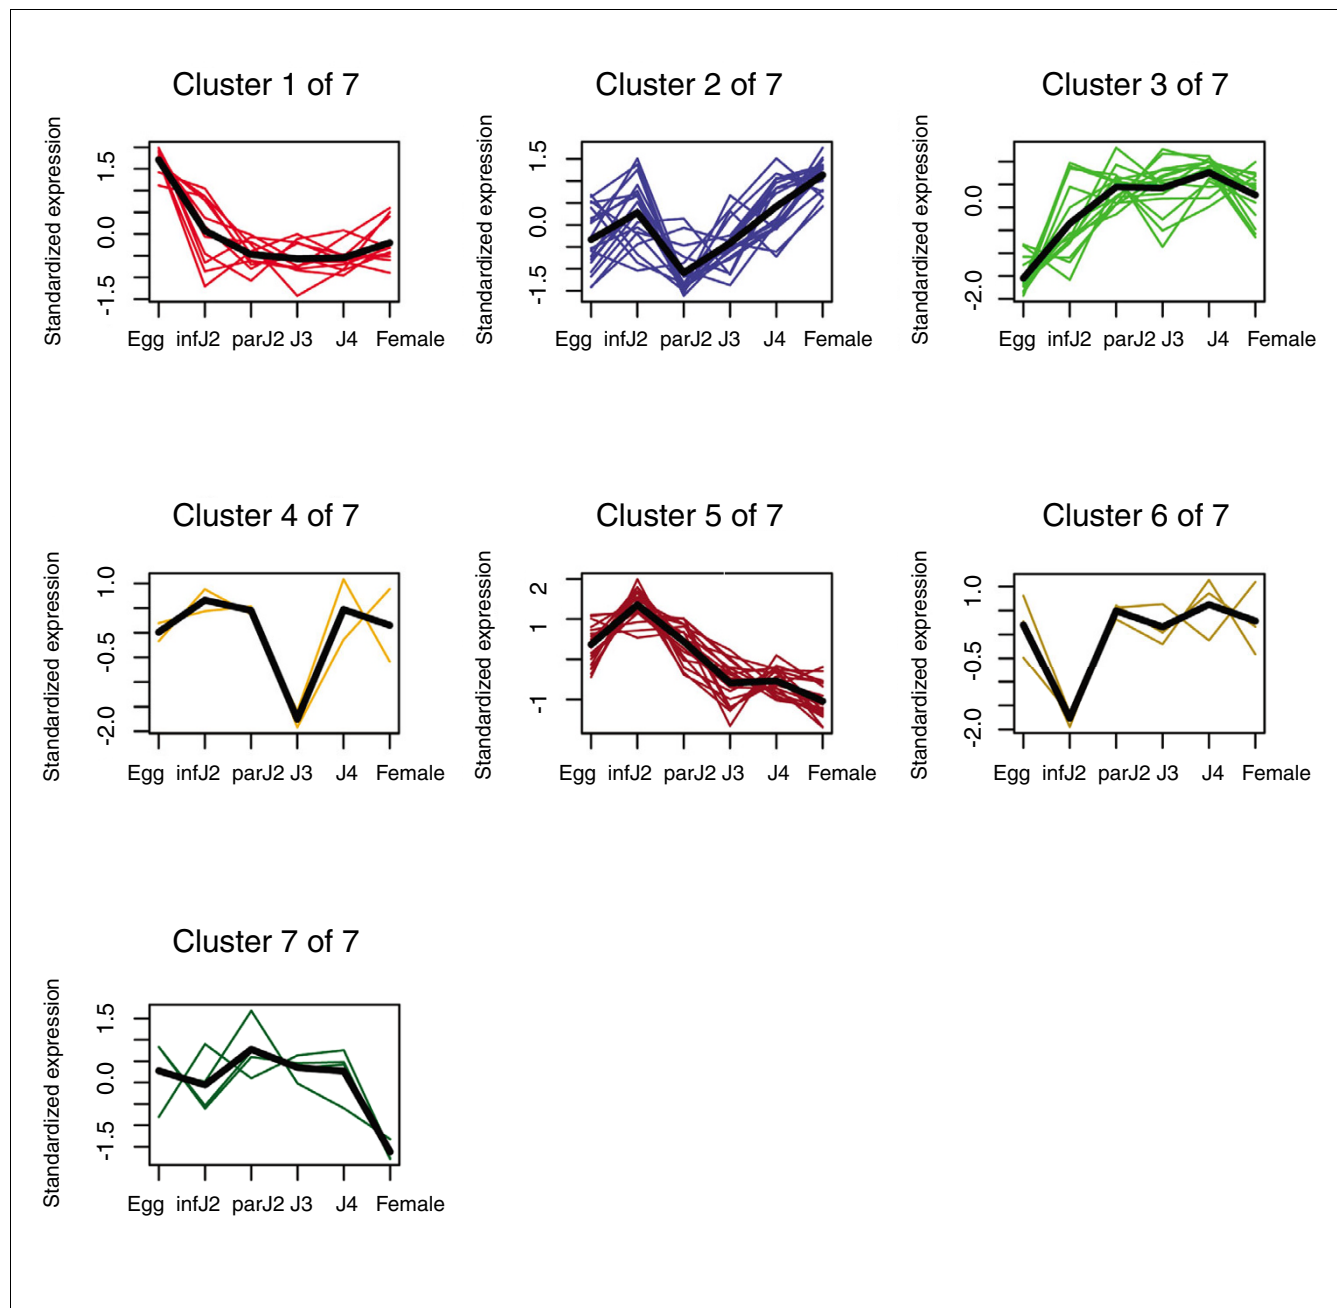 Cluster 1 of 7
Standardized expression
1.5
0.0
-1.5
Egg infJ2 parJ2 J3 J4 Female
Cluster 2 of 7
Standardized expression
1.5
0.0
-1.5
Egg infJ2 parJ2 J3 J4 Female
Cluster 3 of 7
Standardized expression
0.0
-2.0
Egg infJ2 parJ2 J3 J4 Female
Cluster 4 of 7
Standardized expression
1.0
-0.5
-2.0
Egg infJ2 parJ2 J3 J4 Female
Cluster 5 of 7
Standardized expression
2
1
-1
Egg infJ2 parJ2 J3 J4 Female
Cluster 6 of 7
Standardized expression
1.0
-0.5
-2.0
Egg infJ2 parJ2 J3 J4 Female
Cluster 7 of 7
Standardized expression
1.5
0.0
-1.5
Egg infJ2 parJ2 J3 J4 Female